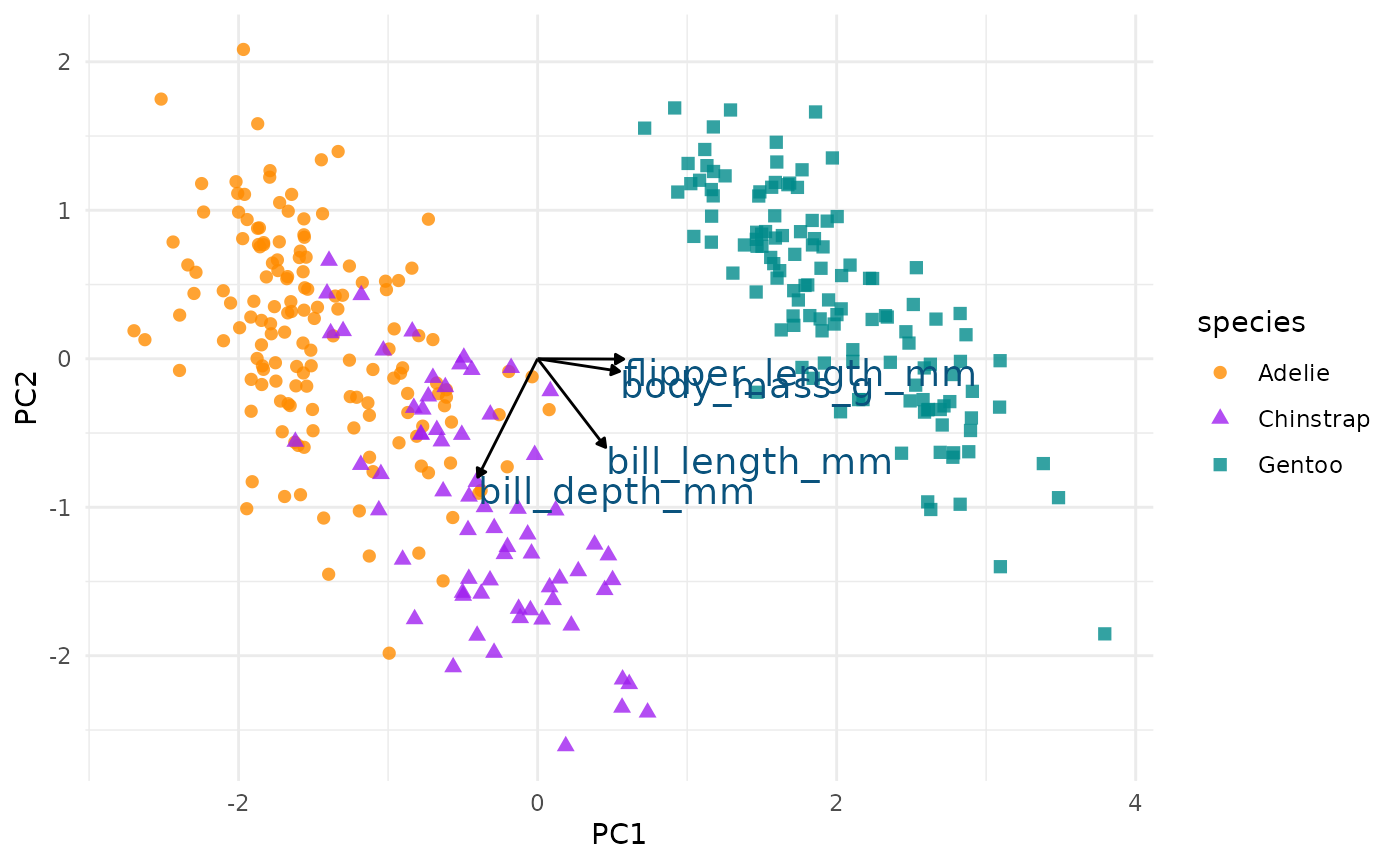 2
1
0
-1
-2
PC2
flipper_length_mm
body_mass_g
bill_length_mm
bill_depth_mm
-2
0
2
4
PC1
species
Adelie
Chinstrap
Gentoo